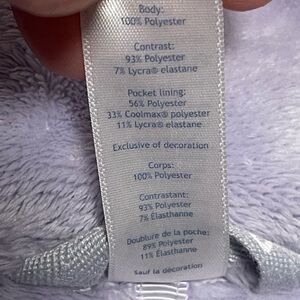 Body:
100% Polyester
Contrast:
93% Polyester
7% Lycra® elastane
Pocket lining:
56% Polyester
33% Coolmax® polyester
11% Lycra® elastane
Exclusive of decoration
Corps:
100% Polyester
Contrastant:
93% Polyester
7% Élasthanne
Doublure de la poche:
89% Polyester
11% Élasthanne
Sauf la décoration